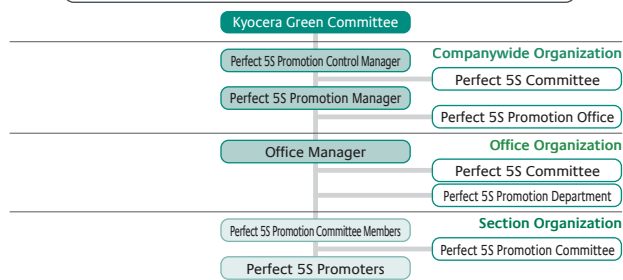 Kyocera Green Committee
Companywide Organization
Perfect 5S Promotion Control Manager
Perfect 5S Committee
Perfect 5S Promotion Manager
Perfect 5S Promotion Office
Office Organization
Office Manager
Perfect 5S Committee
Perfect 5S Promotion Department
Section Organization
Perfect 5S Promotion Committee Members
Perfect 5S Promotion Committee
Perfect 5S Promoters